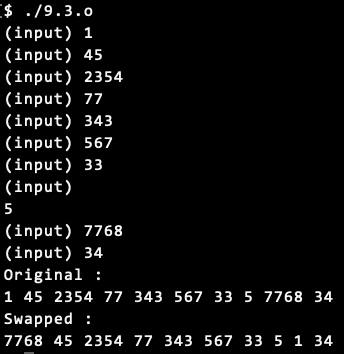 $ ./9.3.o
(input) 1
(input) 45
(input) 2354
(input) 77
(input) 343
(input) 567
(input) 33
(input)
5
(input) 7768
(input) 34
Original :
1 45 2354 77 343 567 33 5 7768 34
Swapped :
7768 45 2354 77 343 567 33 5 1 34